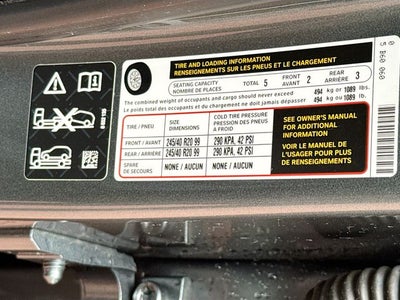 TIRE AND LOADING INFORMATION
RENSEIGNEMENTS SUR LES PNEUS ET LE CHARGEMENT
SEATING CAPACITY
NOMBRE DE PLACES
TOTAL 5
FRONT
AVANT 2
REAR
ARRIÈRE 3
The combined weight of occupants and cargo should never exceed 494 kg or 1089 lbs.
Le poids total des occupants et du chargement ne doit jamais dépasser 494 kg ou 1089 lb.
TIRE / PNEU
SIZE
DIMENSIONS
COLD TIRE PRESSURE
PRESSION DES PNEUS
A FROID
FRONT / AVANT 245/40 R20 99 290 KPA, 42 PSI
REAR / ARRIÈRE 245/40 R20 99 290 KPA, 42 PSI
SPARE
DE SECOURS
NONE / AUCUN NONE / AUCUN
SEE OWNER'S MANUAL
FOR ADDITIONAL
INFORMATION
VOIR LE MANUEL DE
L'USAGER POUR PLUS
DE RENSEIGNEMENTS